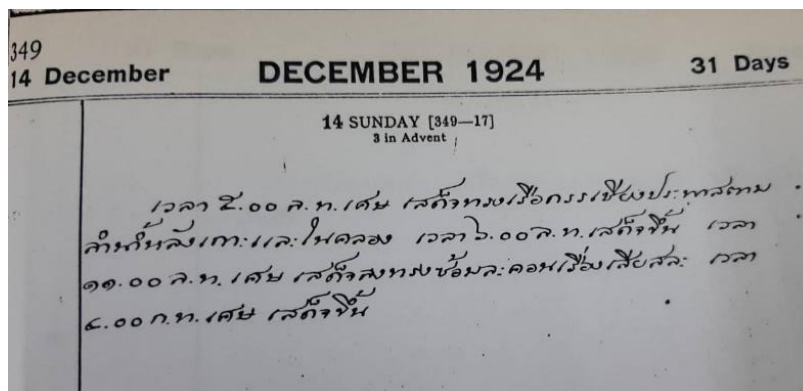 349
14 December DECEMBER 1924 31 Days
14 SUNDAY [349—17]
3 in Advent
เวลา ๕.๐๐ ล.ท. เศษ เสด็จทรงเรือกรรเชียงประพาสตาม
ลำน้ำหลังเกาะและในคลอง เวลา ๖.๐๐ ล.ท. เสด็จขึ้น เวลา
๑๑.๐๐ ล.ท. เศษ เสด็จลงทรงซ้อมละคอนเรื่องเสียสละ เวลา
๔.๐๐ ก.ท. เศษ เสด็จขึ้น